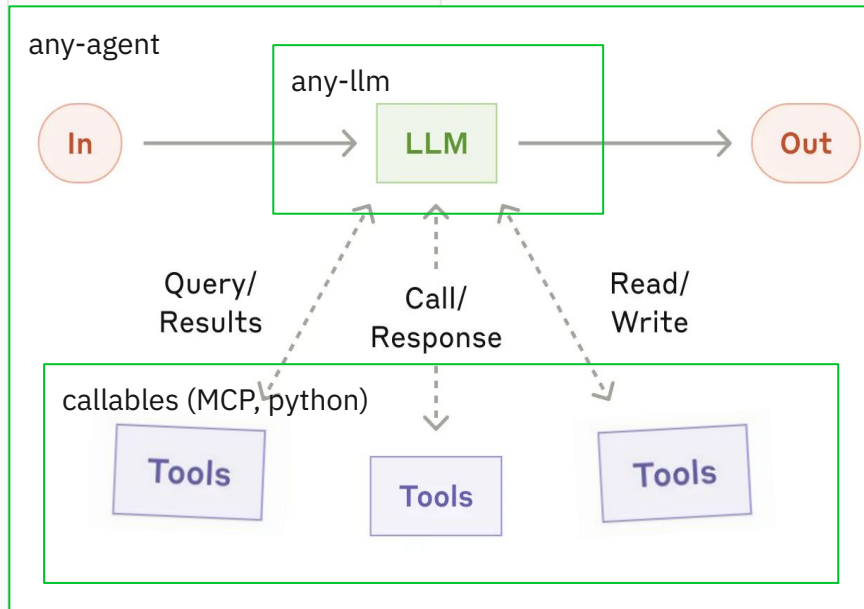 any-agent
any-llm
In
LLM
Out
Query/
Results
Call/
Response
Read/
Write
callables (MCP, python)
Tools
Tools
Tools